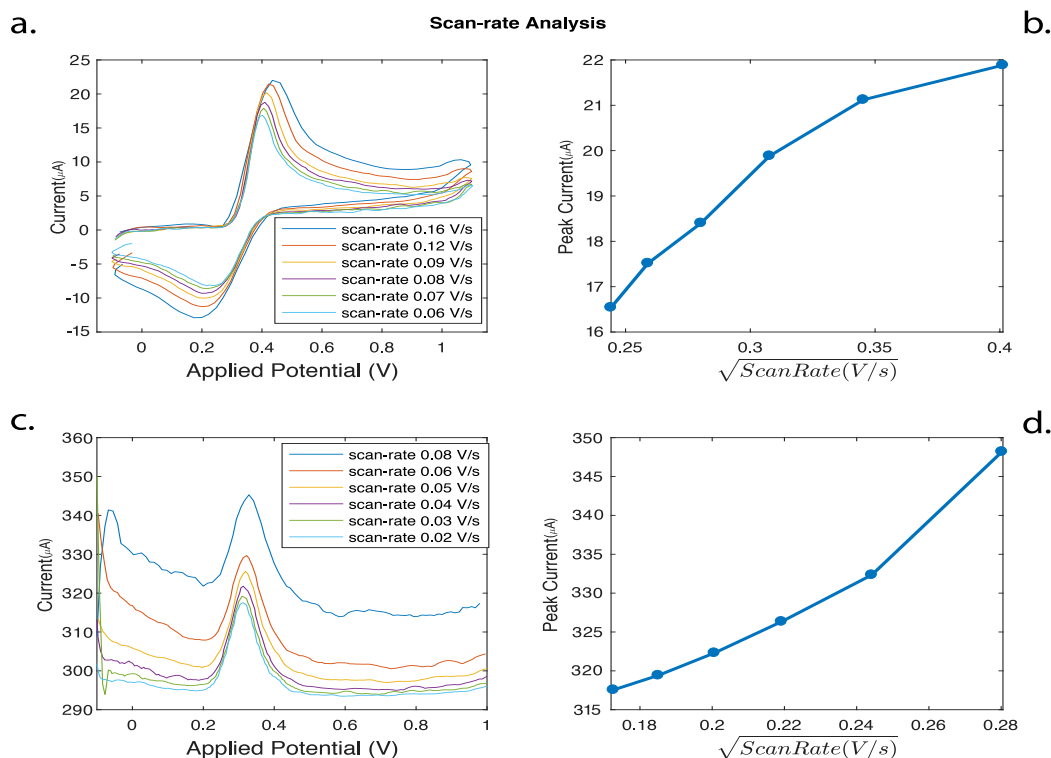 a.
Scan-rate Analysis
b.
25
20
15
10
5
0
-5
-10
-15
Current(μA)
0
0.2
0.4
0.6
0.8
1
Applied Potential (V)
scan-rate 0.16 V/s
scan-rate 0.12 V/s
scan-rate 0.09 V/s
scan-rate 0.08 V/s
scan-rate 0.07 V/s
scan-rate 0.06 V/s
22
21
20
19
18
17
16
Peak Current(μA)
0.25
0.3
0.35
0.4
√ScanRate(V/s)
c.
d.
360
350
340
330
320
310
300
290
Current(μA)
0
0.2
0.4
0.6
0.8
1
Applied Potential (V)
scan-rate 0.08 V/s
scan-rate 0.06 V/s
scan-rate 0.05 V/s
scan-rate 0.04 V/s
scan-rate 0.03 V/s
scan-rate 0.02 V/s
350
345
340
335
330
325
320
315
Peak Current(μA)
0.18
0.2
0.22
0.24
0.26
0.28
√ScanRate(V/s)